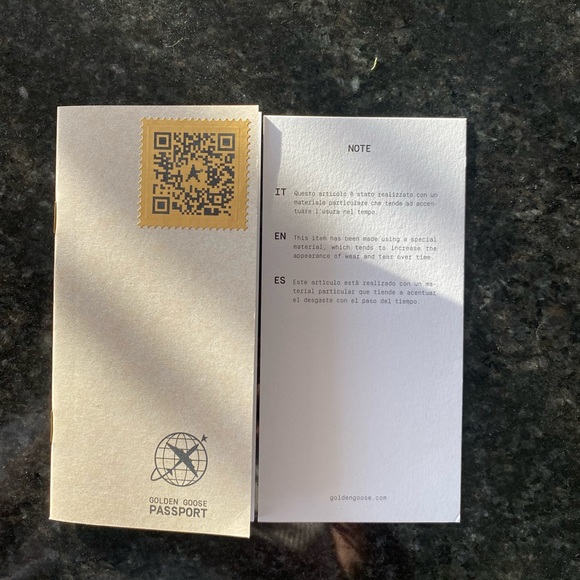 GOLDEN GOOSE
PASSPORT
NOTE
IT
Questo articolo è stato realizzato con un
materiale particolare che tende ad accen-
tuare l'usura nel tempo.
EN
This item has been made using a special
material, which tends to increase the
appearance of wear and tear over time.
ES
Este artículo está realizado con un ma-
terial particular que tiende a acentuar
el desgaste con el paso del tiempo.
goldengoose.com